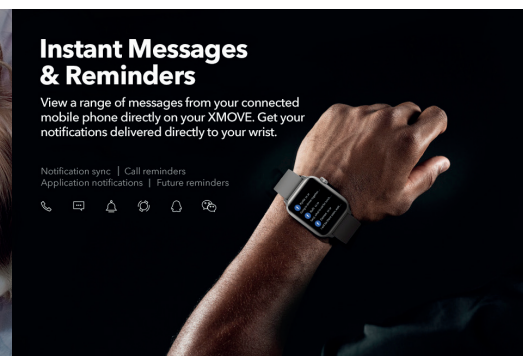 Instant Messages
& Reminders
View a range of messages from your connected
mobile phone directly on your XMOVE. Get your
notifications delivered directly to your wrist.
Notification sync | Call reminders
Application notifications | Future reminders